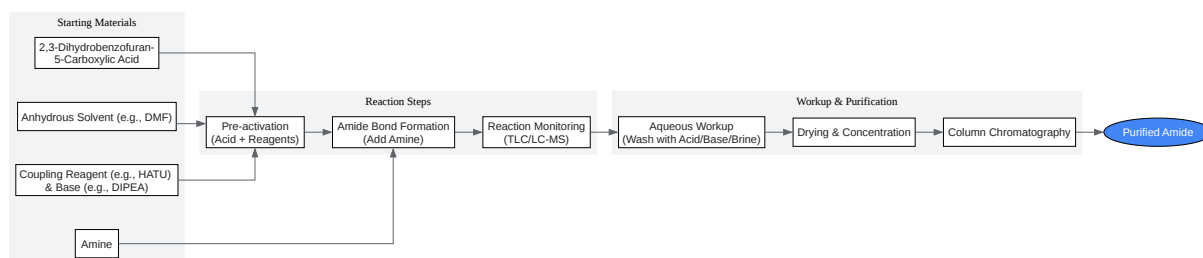 Starting Materials
2,3-Dihydrobenzofuran-
5-Carboxylic Acid
Anhydrous Solvent (e.g., DMF)
Coupling Reagent (e.g., HATU)
& Base (e.g., DIPEA)
Amine
Reaction Steps
Pre-activation
(Acid + Reagents)
Amide Bond Formation
(Add Amine)
Reaction Monitoring
(TLC/LC-MS)
Workup & Purification
Aqueous Workup
(Wash with Acid/Base/Brine)
Drying & Concentration
Column Chromatography
Purified Amide